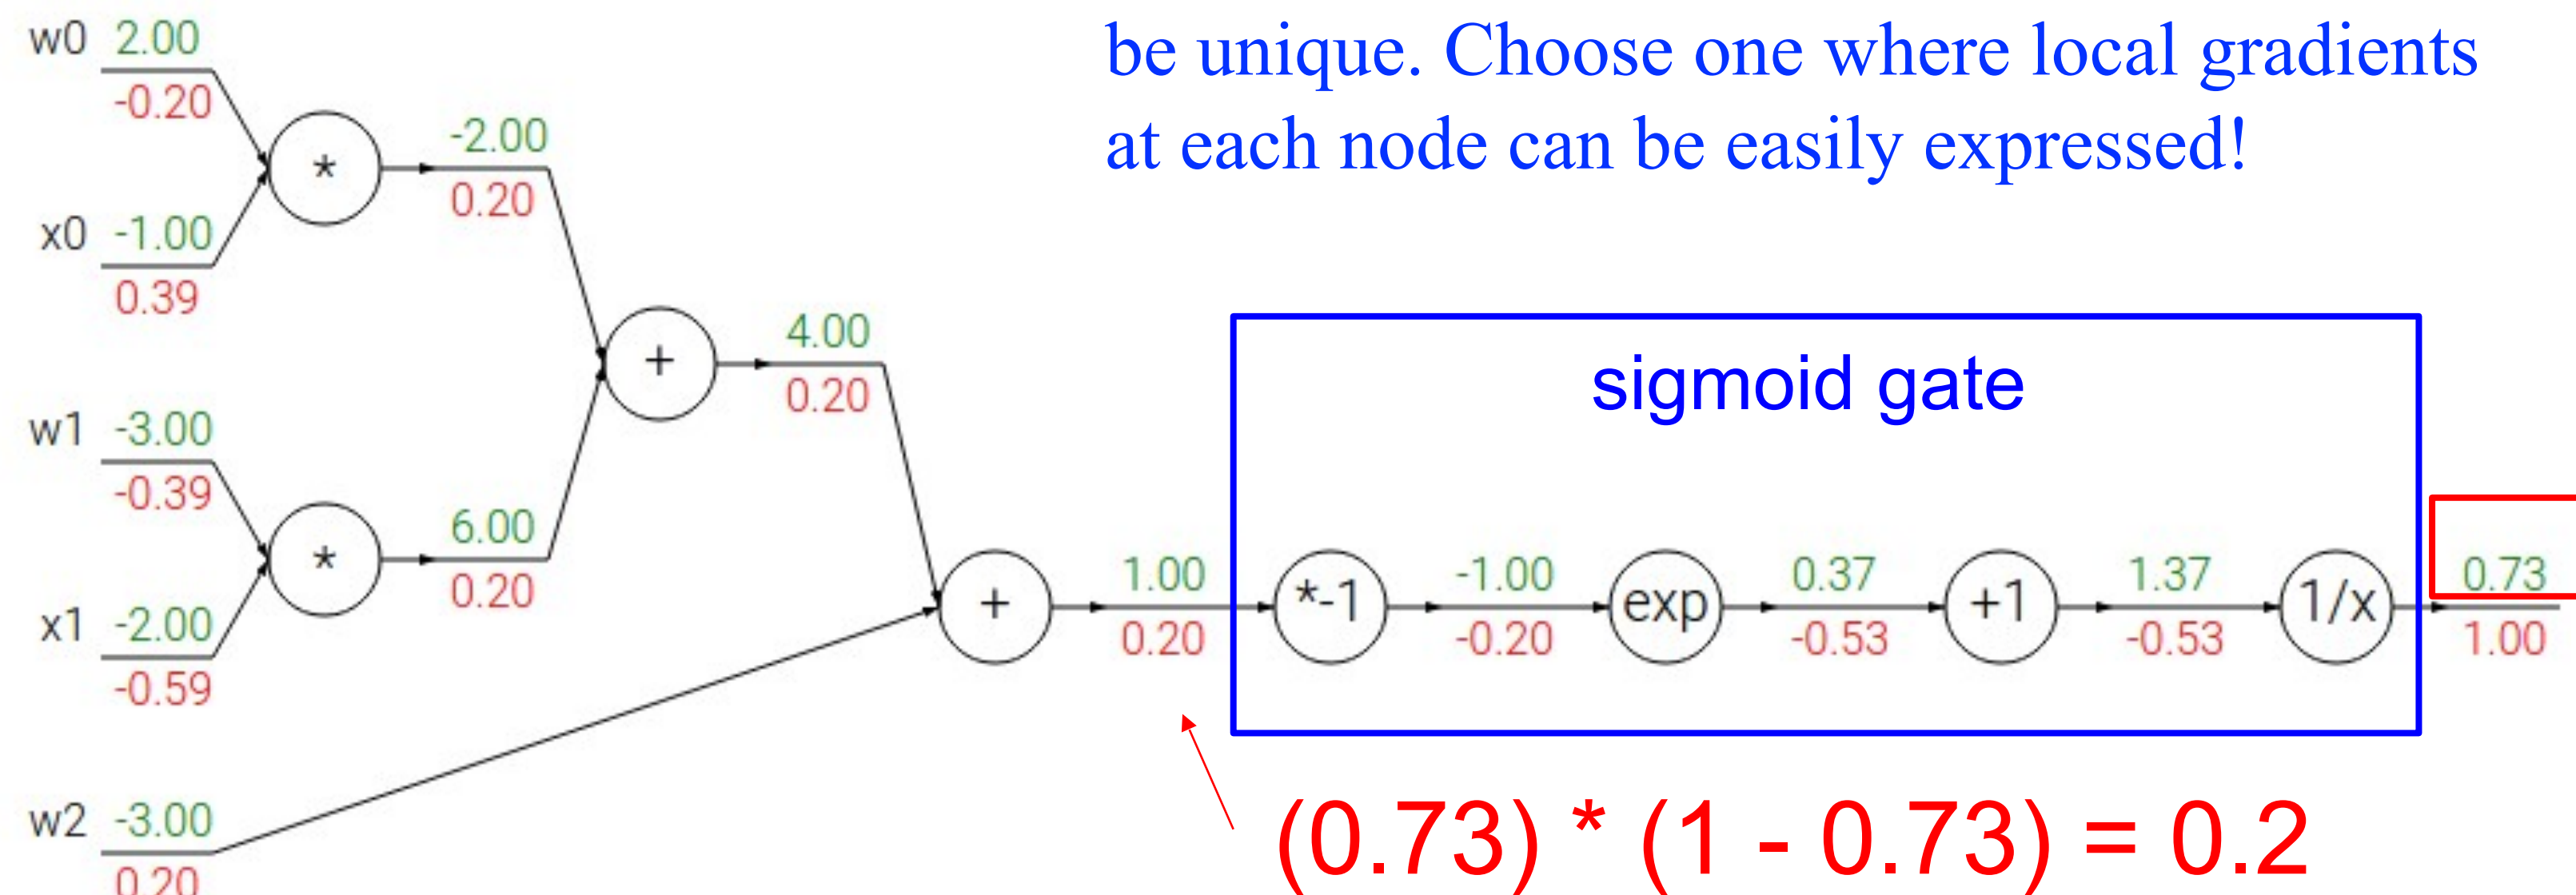 be unique. Choose one where local gradients
at each node can be easily expressed!
w0 2.00
-0.20
*
-2.00
0.20
x0 -1.00
0.39
+
4.00
0.20
w1 -3.00
-0.39
*
6.00
0.20
x1 -2.00
-0.59
w2 -3.00
0.20
+
1.00
0.20
sigmoid gate
*-1
-1.00
-0.20
exp
0.37
-0.53
+1
1.37
-0.53
1/x
0.73
1.00
(0.73) * (1 - 0.73) = 0.2